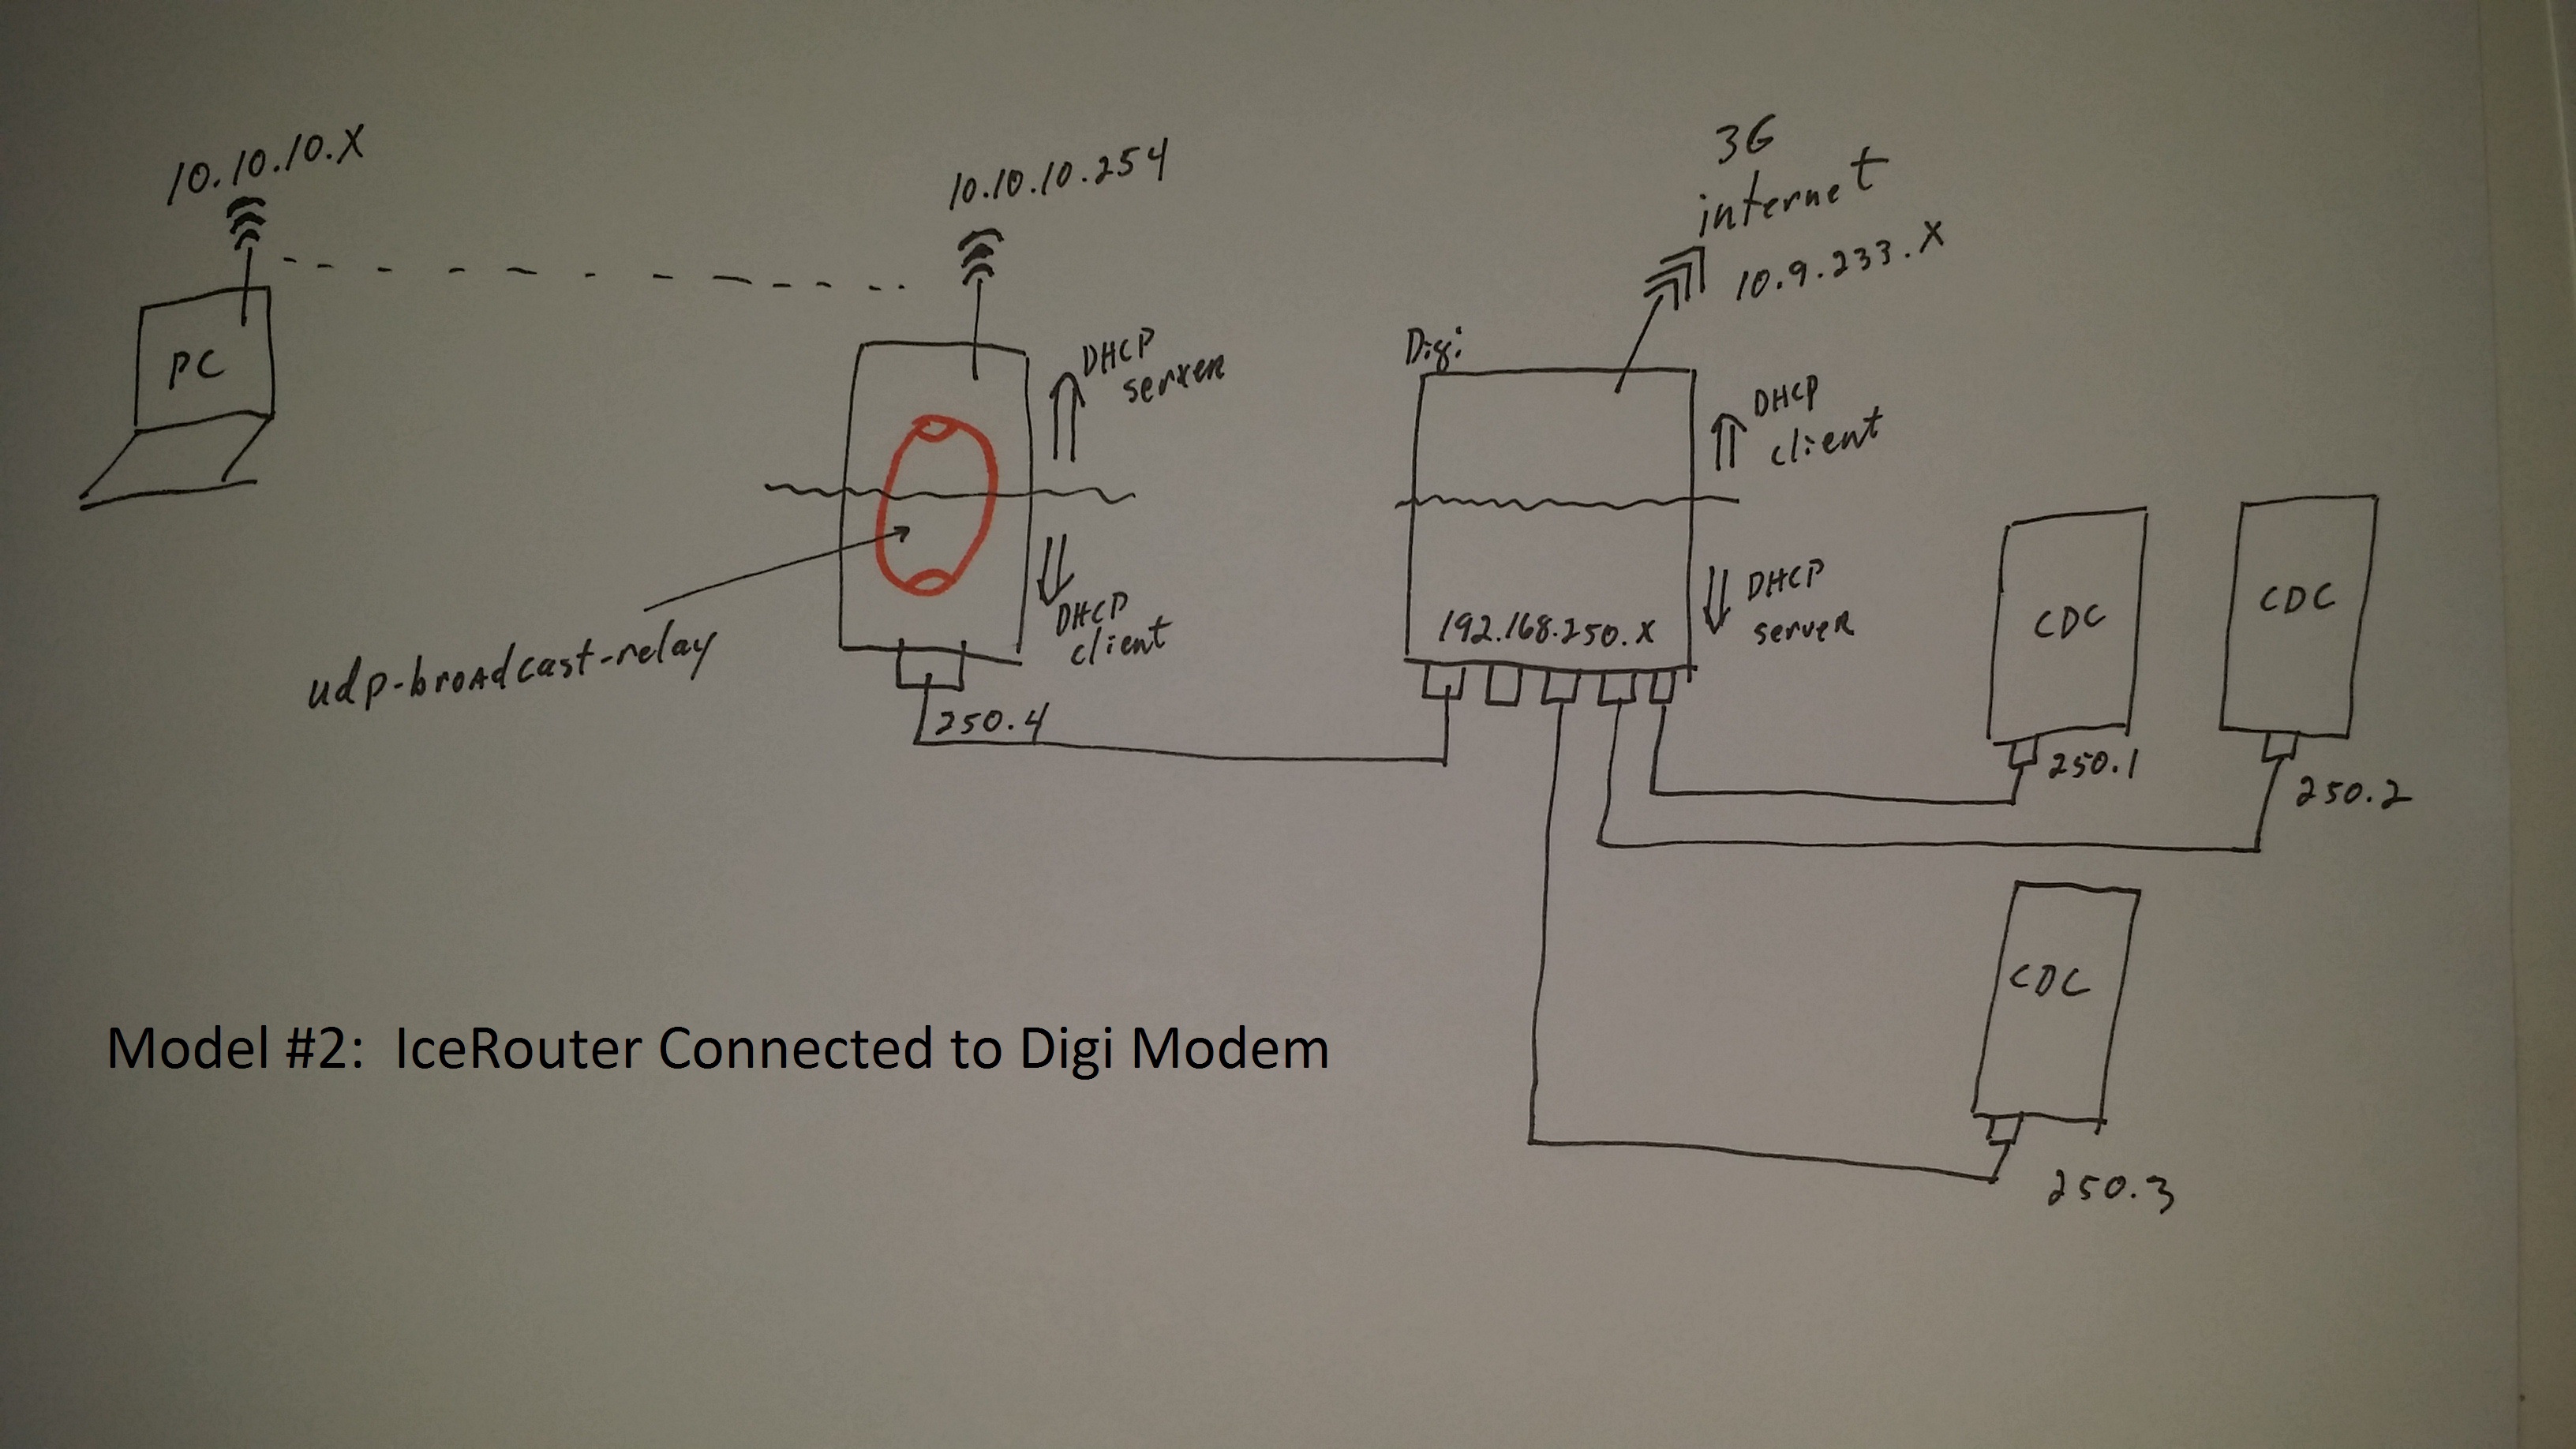 3G
internet
10.9.233.X
10.10.10.X
10.10.10.254
PC
DHCP
server
DHCP
client
250.4
udp-broadcast-relay
Digi
DHCP
client
DHCP
server
192.168.250.X
CDC
250.1
CDC
250.2
CDC
250.3
Model #2: IceRouter Connected to Digi Modem